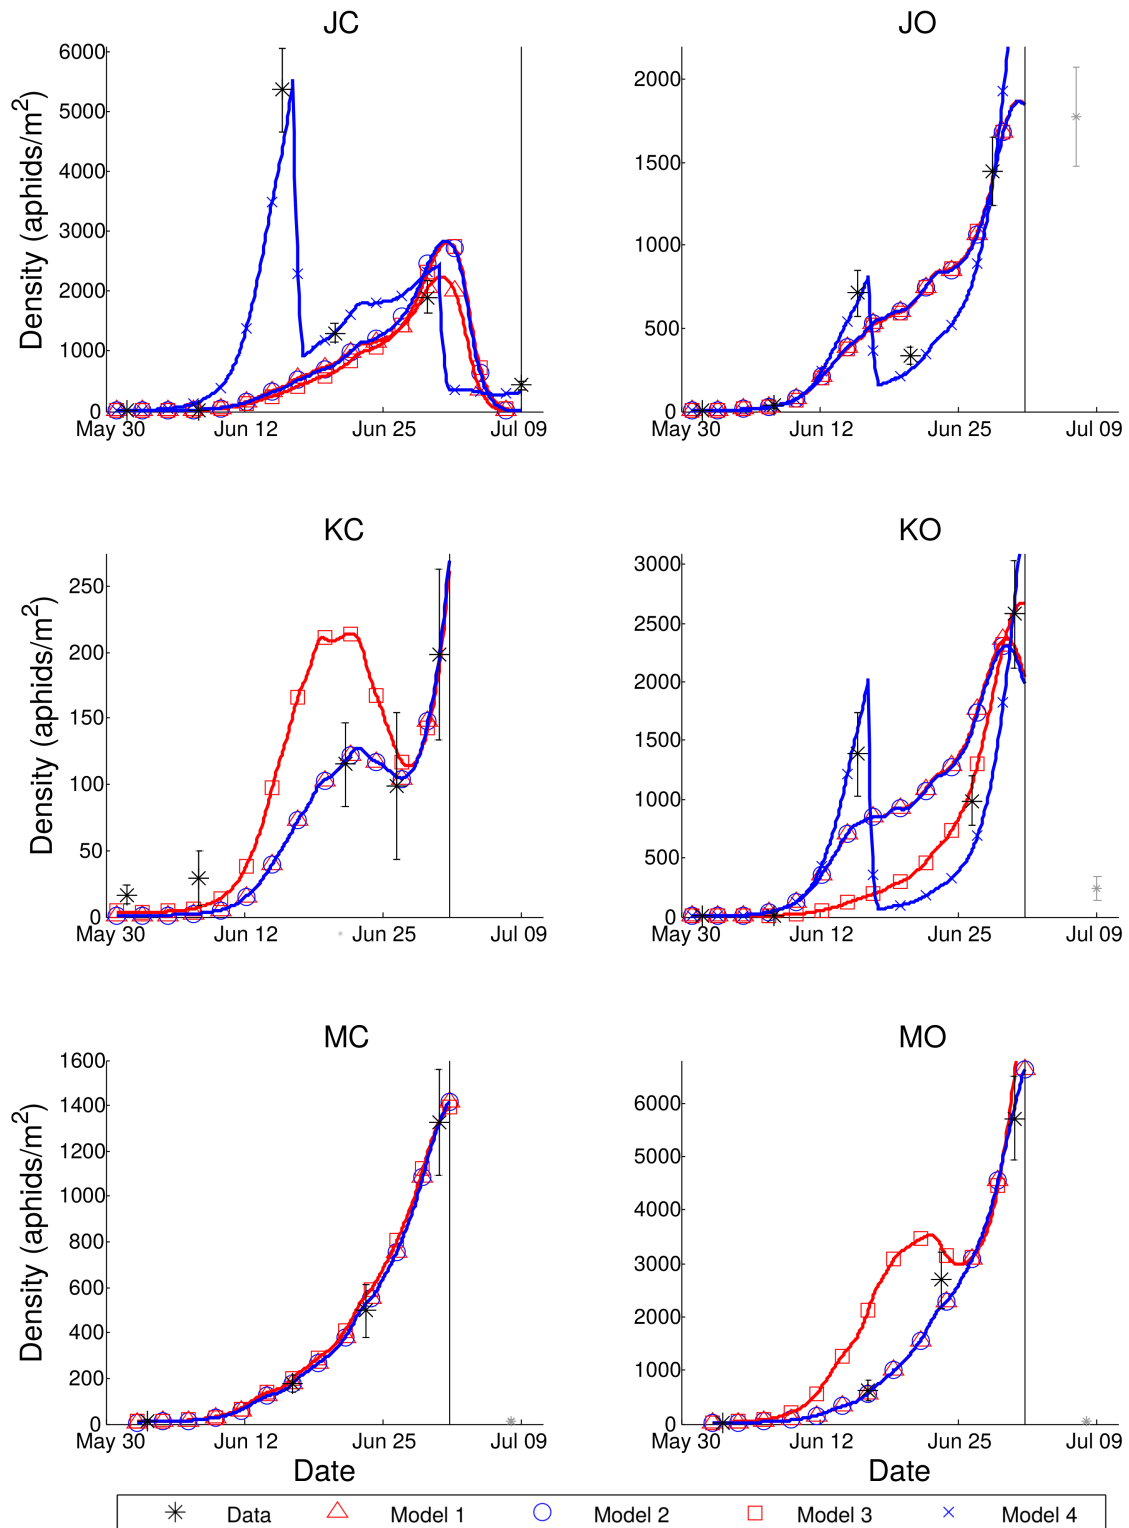 JC
JO
Density (aphids/m2)
6000
5000
4000
3000
2000
1000
0
May 30
Jun 12
Jun 25
Jul 09
2000
1500
1000
500
0
May 30
Jun 12
Jun 25
Jul 09
KC
KO
Density (aphids/m2)
250
200
150
100
50
0
May 30
Jun 12
Jun 25
Jul 09
3000
2500
2000
1500
1000
500
0
May 30
Jun 12
Jun 25
Jul 09
MC
MO
Density (aphids/m2)
1600
1400
1200
1000
800
600
400
200
0
May 30
Jun 12
Jun 25
Jul 09
Date
6000
5000
4000
3000
2000
1000
0
May 30
Jun 12
Jun 25
Jul 09
Date
Data
Model 1
Model 2
Model 3
Model 4